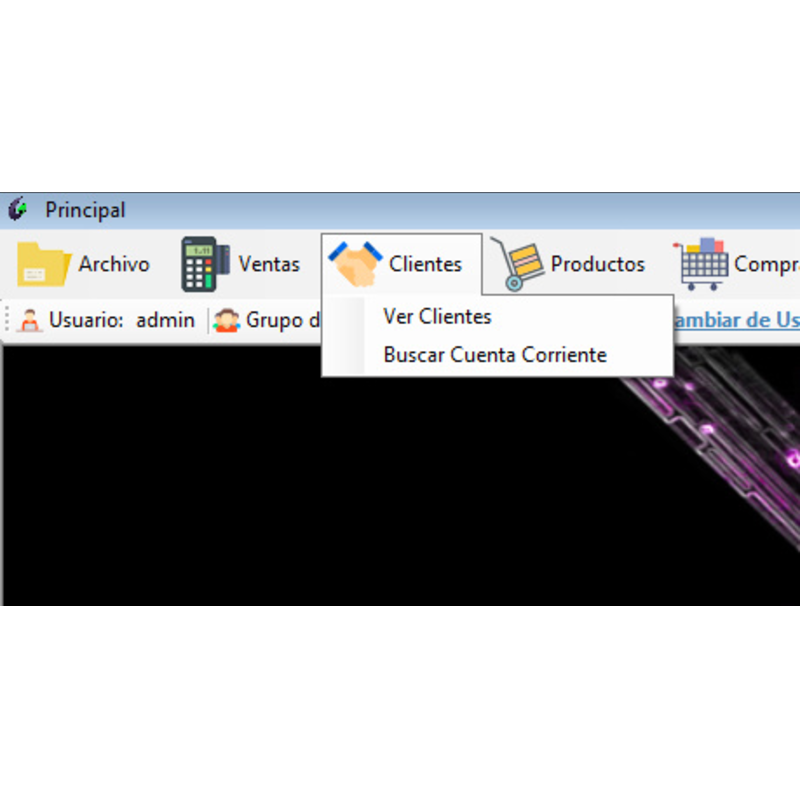 Principal
Archivo Ventas Clientes Productos Compra
Usuario: admin Grupo d ambiar de Us
Ver Clientes
Buscar Cuenta Corriente